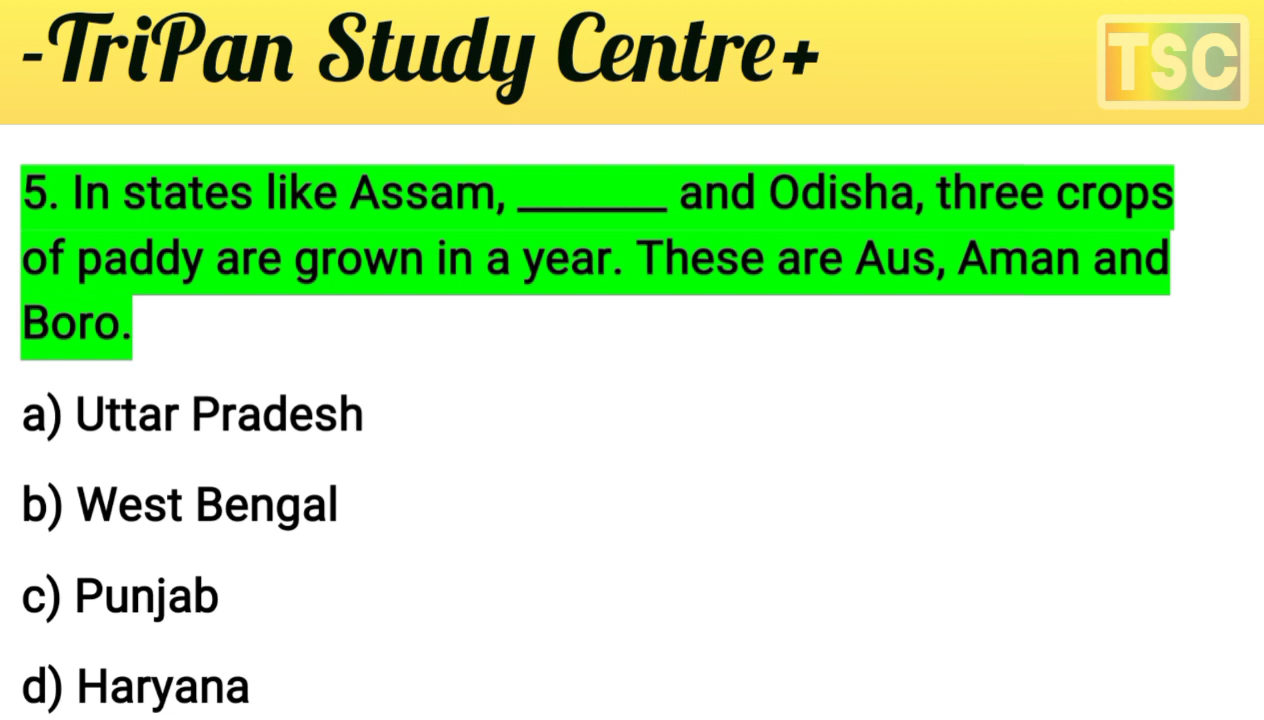 -TriPan Study Centre+
TSC
5. In states like Assam, _______ and Odisha, three crops
of paddy are grown in a year. These are Aus, Aman and
Boro.
a) Uttar Pradesh
b) West Bengal
c) Punjab
d) Haryana